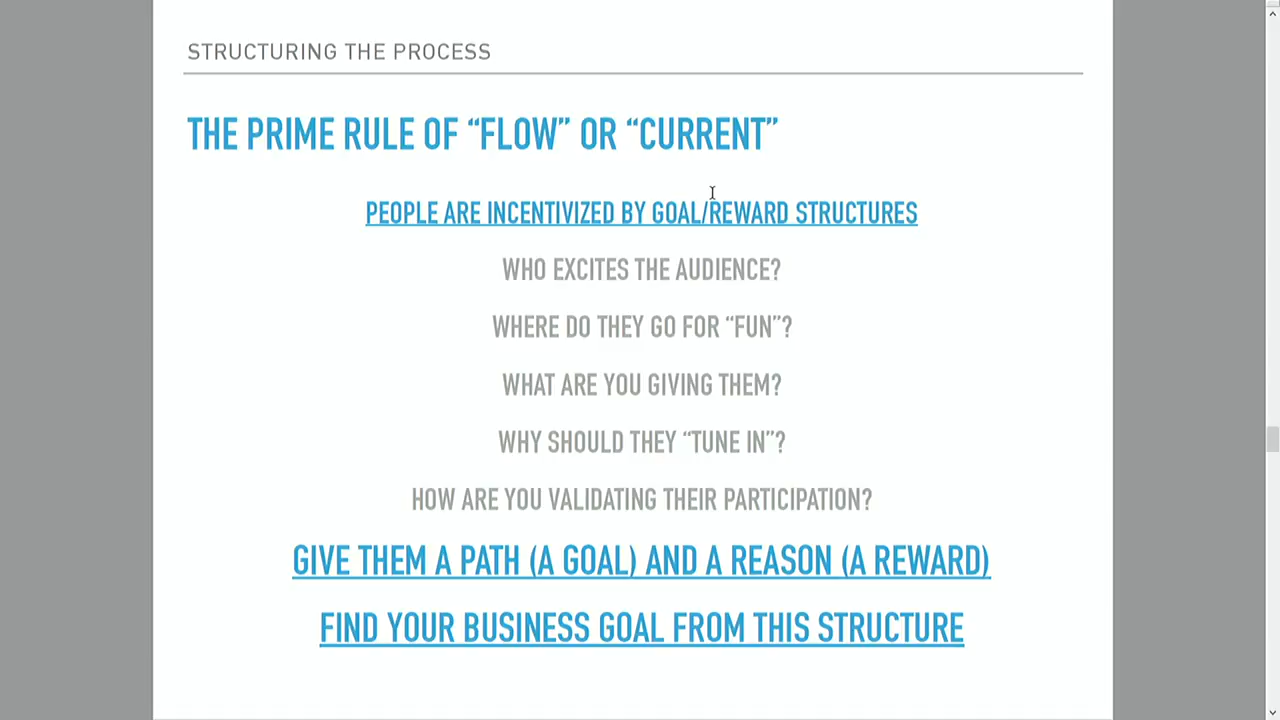 STRUCTURING THE PROCESS
THE PRIME RULE OF “FLOW” OR “CURRENT”
PEOPLE ARE INCENTIVIZED BY GOAL/REWARD STRUCTURES
WHO EXCITES THE AUDIENCE?
WHERE DO THEY GO FOR “FUN”?
WHAT ARE YOU GIVING THEM?
WHY SHOULD THEY “TUNE IN”?
HOW ARE YOU VALIDATING THEIR PARTICIPATION?
GIVE THEM A PATH (A GOAL) AND A REASON (A REWARD)
FIND YOUR BUSINESS GOAL FROM THIS STRUCTURE